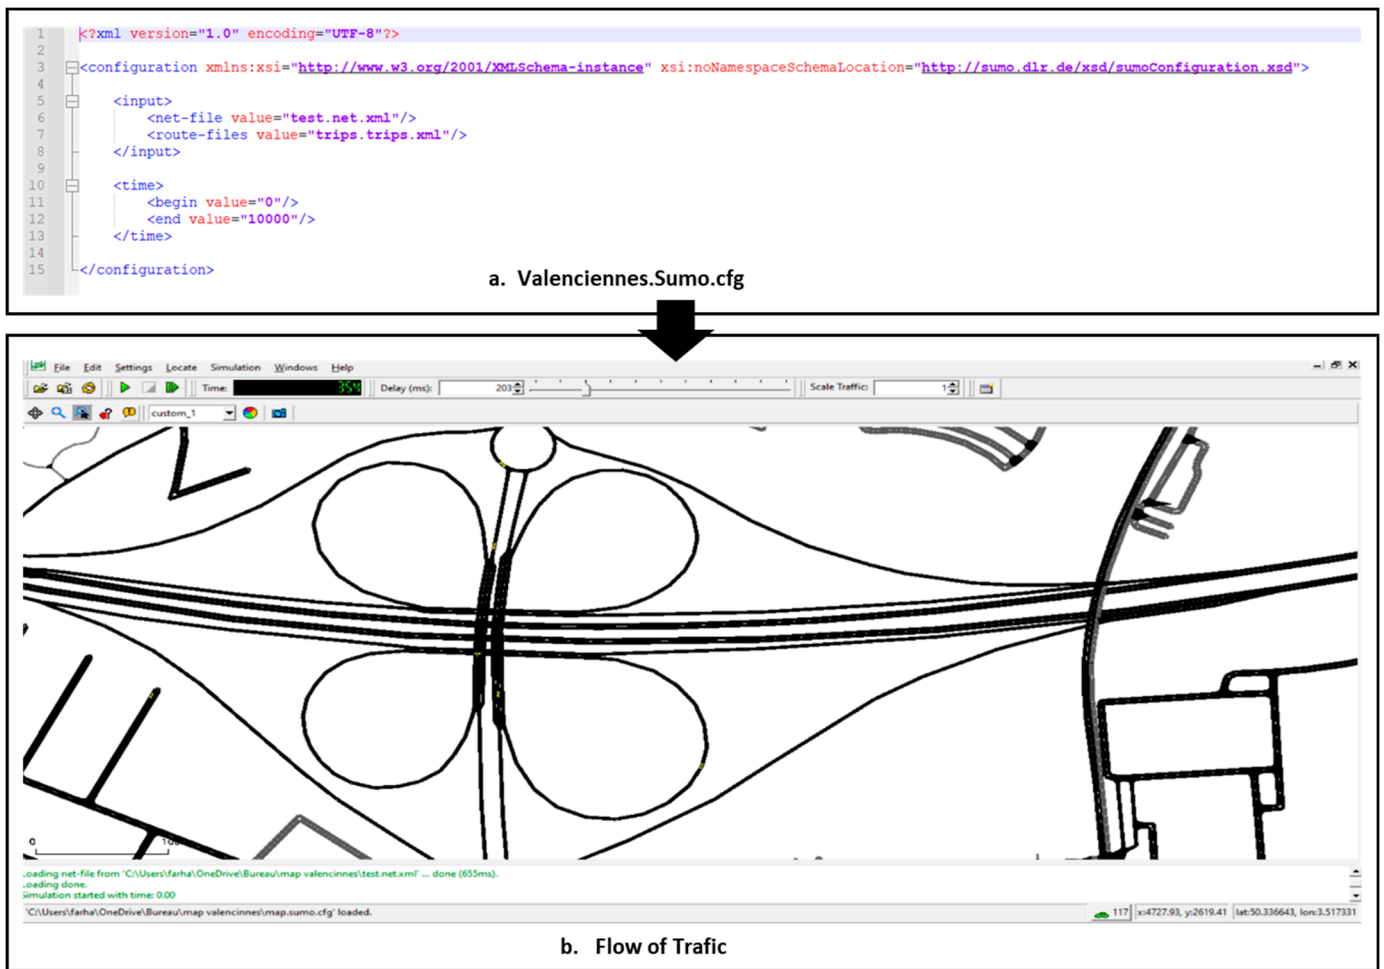 1 <?xml version="1.0" encoding="UTF-8"?>
2
3 <configuration xmlns:xsi="http://www.w3.org/2001/XMLSchema-instance" xsi:noNamespaceSchemaLocation="http://sumo.dlr.de/xsd/sumoConfiguration.xsd">
4
5 <input>
6 <net-file value="test.net.xml"/>
7 <route-files value="trips.trips.xml"/>
8 </input>
9
10 <time>
11 <begin value="0"/>
12 <end value="10000"/>
13 </time>
14
15 </configuration>
a. Valenciennes.Sumo.cfg
File Edit Settings Locate Simulation Windows Help
Time: 354 Delay (ms): 203 Scale Traffic: 1
custom_1
0
Loading net-file from 'C:\Users\farha\OneDrive\Bureau\map valencinnes\test.net.xml' ... done (655ms).
Loading done.
Simulation started with time: 0.00
'C:\Users\farha\OneDrive\Bureau\map valencinnes\map.sumo.cfg' loaded. 117 x:4727.93, y:2619.41 lat:50.336643, lon:3.517331
b. Flow of Trafic